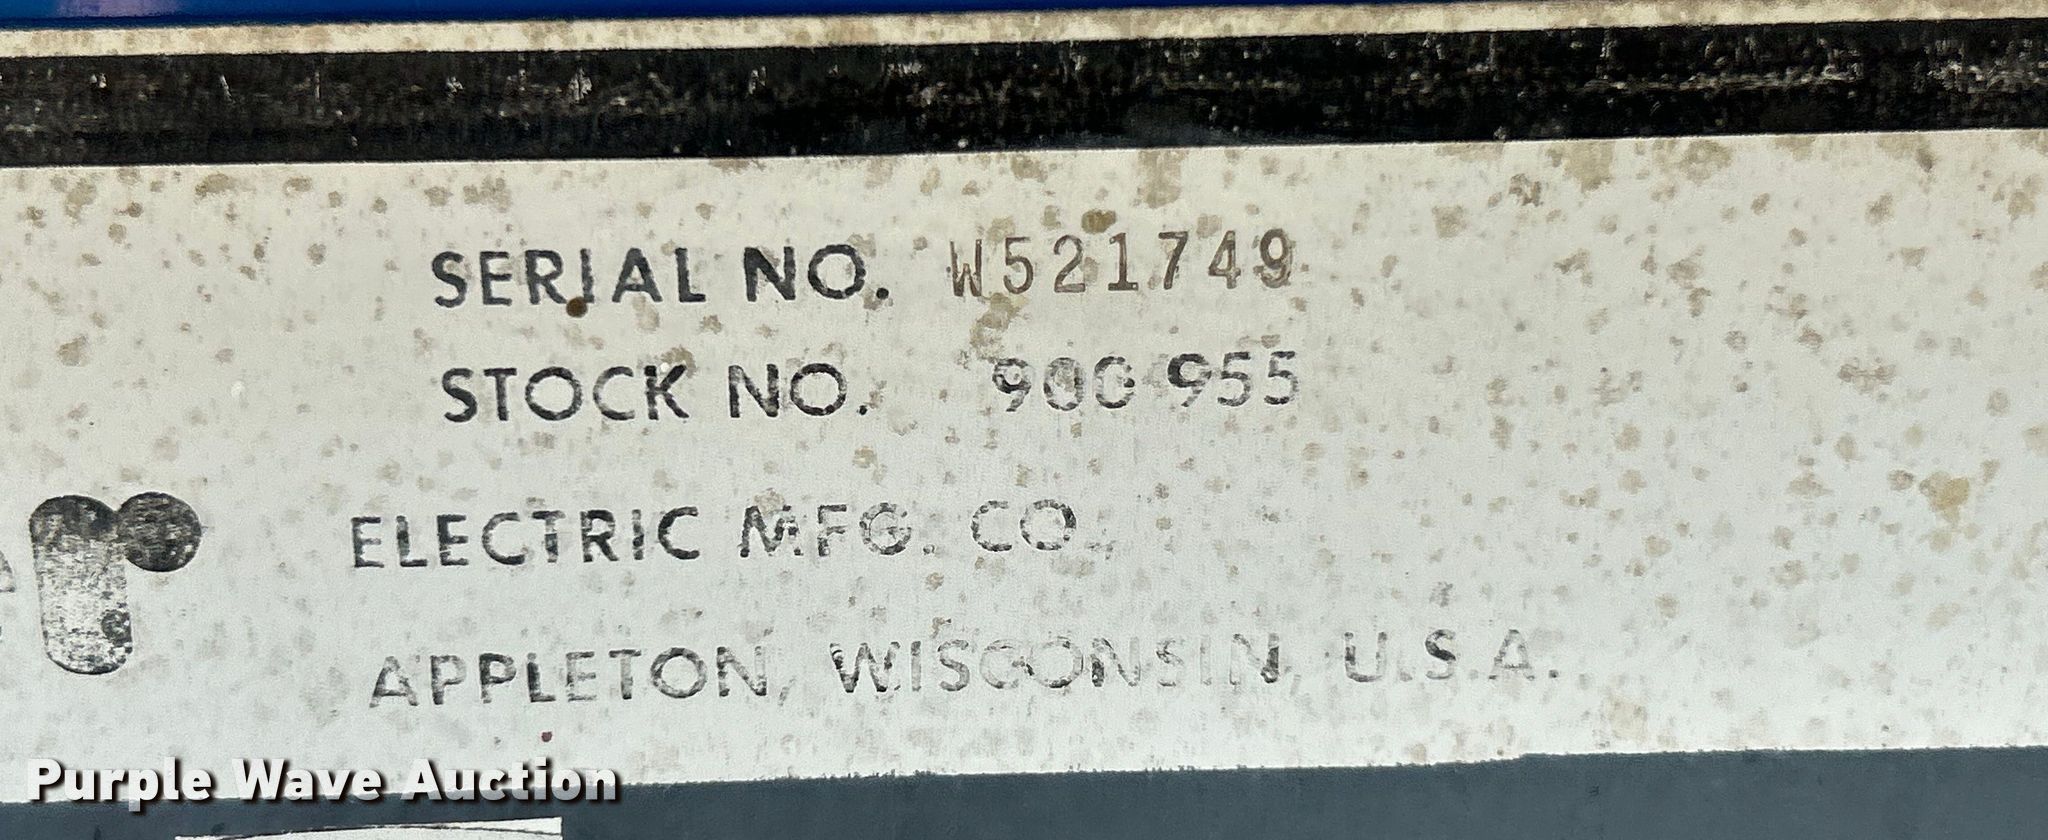 SERIAL NO. W521749
STOCK NO. 900-955
ELECTRIC MFG. CO.,
APPLETON, WISCONSIN, U.S.A.
Purple Wave Auction